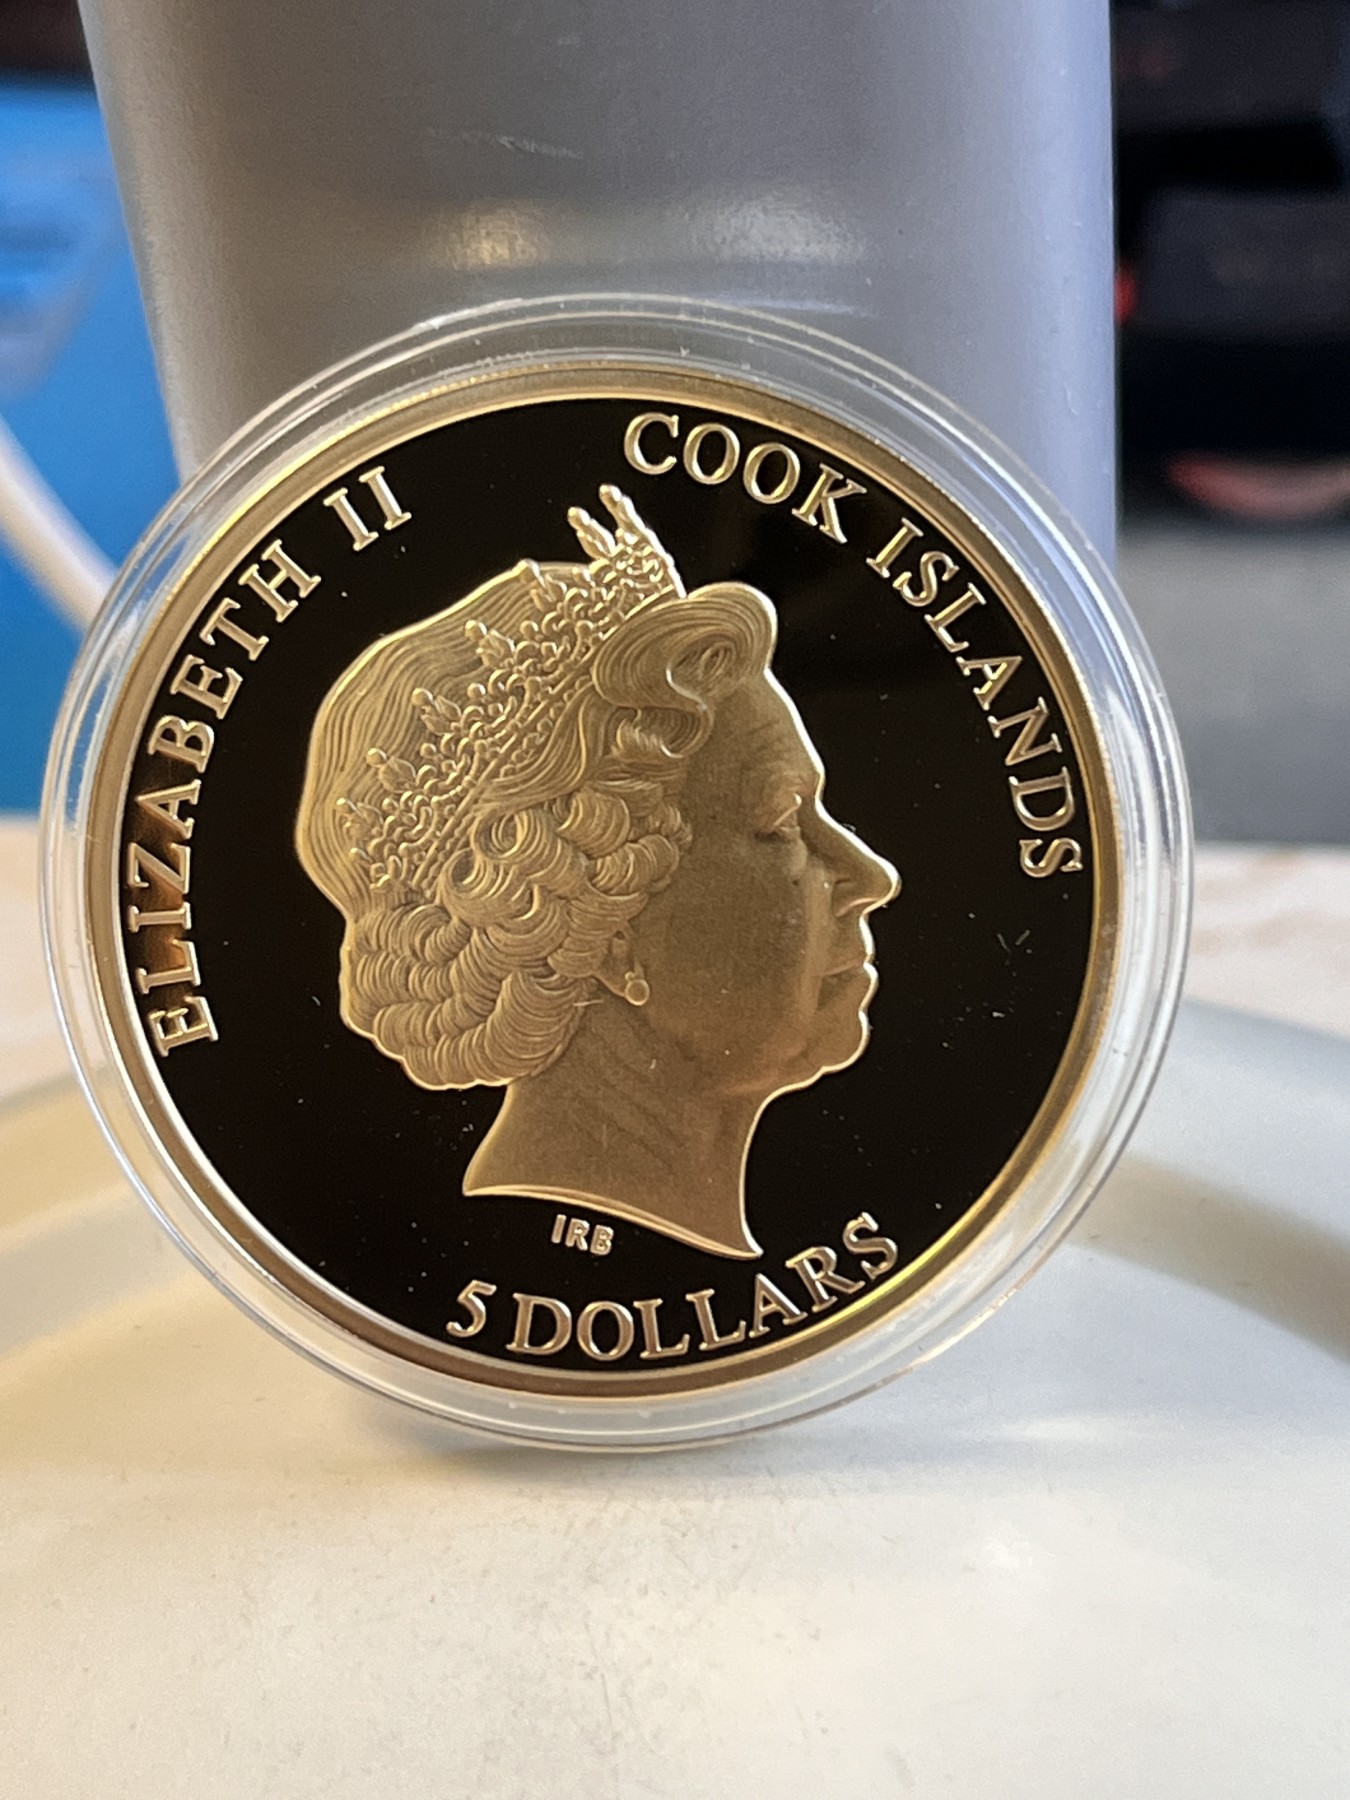 ELIZABETH II
COOK ISLANDS
IRB
5 DOLLARS